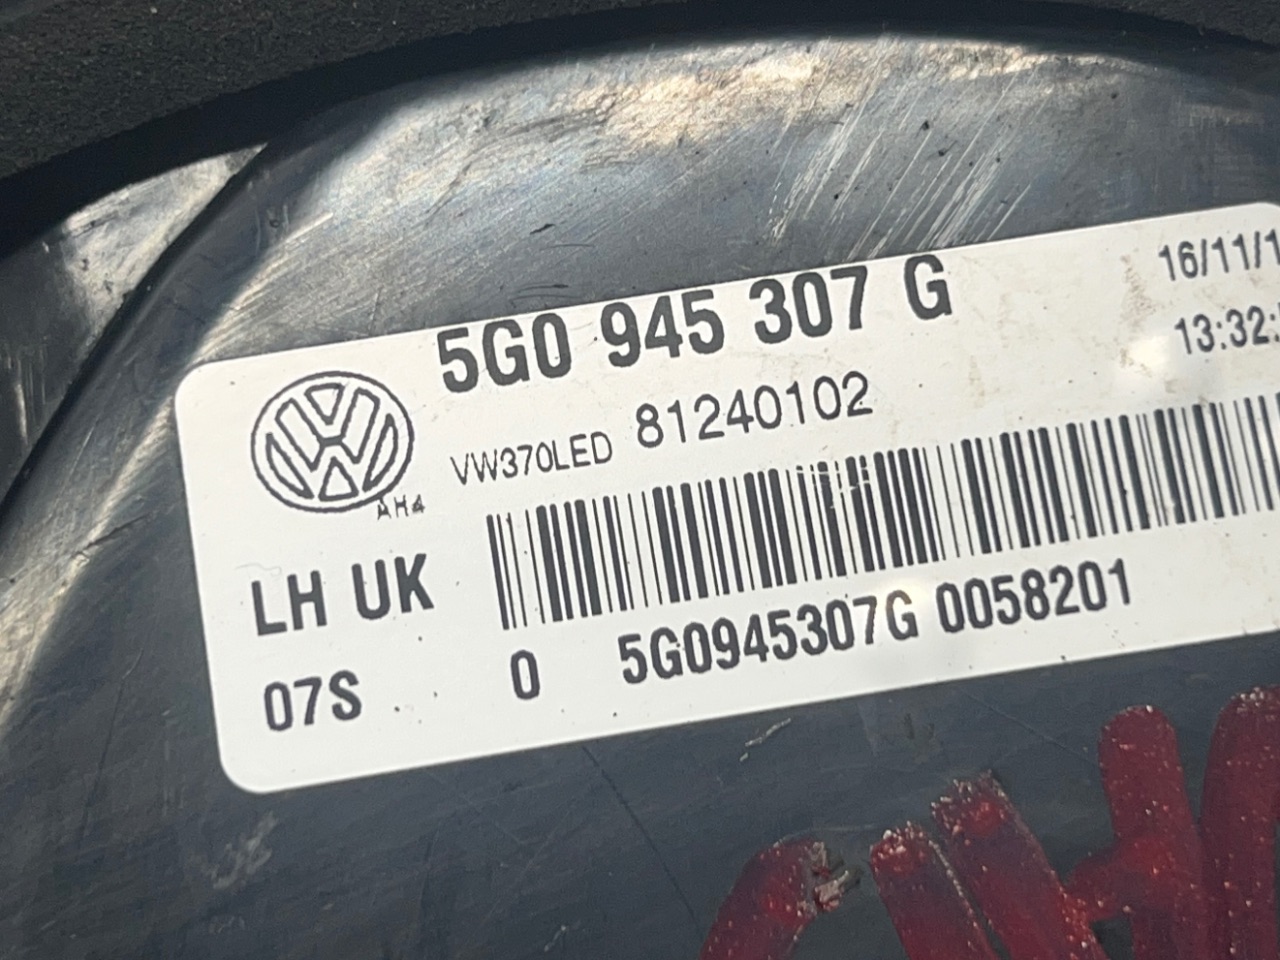 5G0 945 307 G
16/11/1
13:32:
VW370LED 81240102
AH4
LH UK
07S
0 5G0945307G 0058201